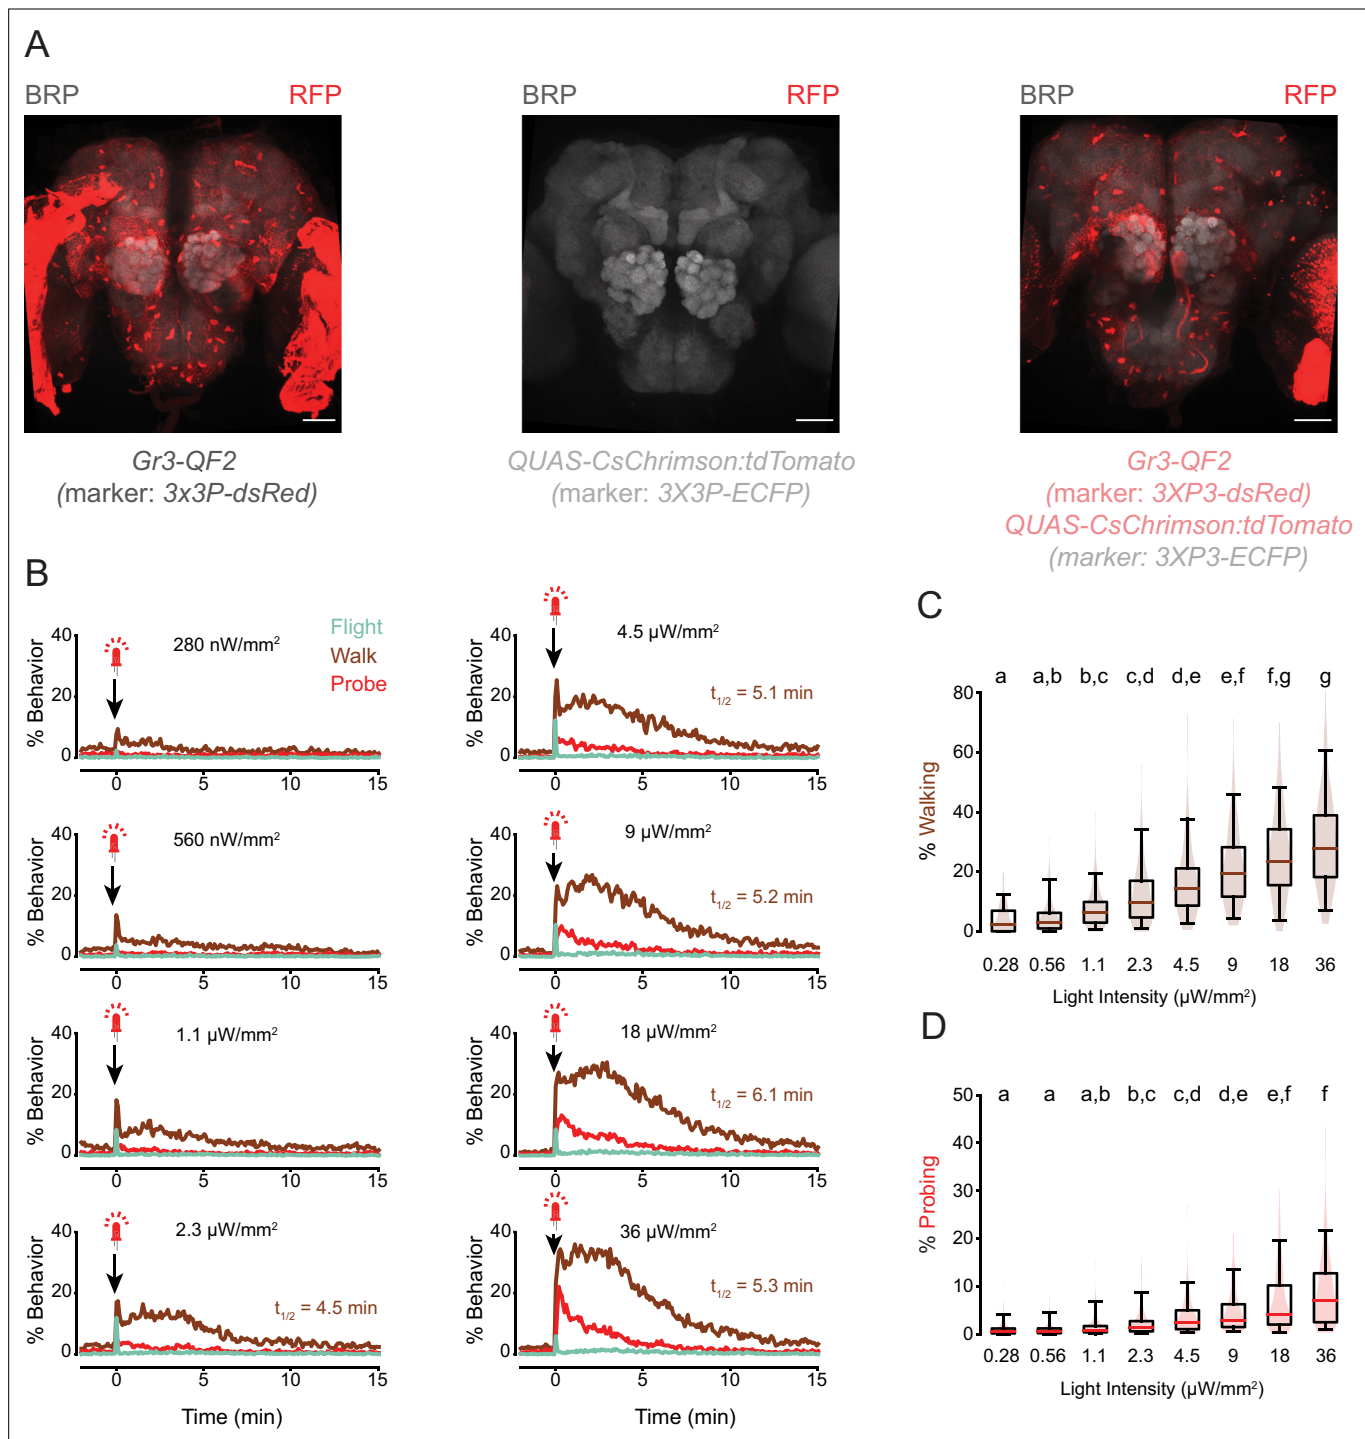 A
BRP RFP
BRP RFP
BRP RFP
Gr3-QF2
(marker: 3x3P-dsRed)
QUAS-CsChrimson:tdTomato
(marker: 3X3P-ECFP)
Gr3-QF2
(marker: 3XP3-dsRed)
QUAS-CsChrimson:tdTomato
(marker: 3XP3-ECFP)
B
Flight
Walk
Probe
% Behavior
40
20
0
280 nW/mm²
0 5 10 15
% Behavior
40
20
0
560 nW/mm²
0 5 10 15
% Behavior
40
20
0
1.1 µW/mm²
0 5 10 15
% Behavior
40
20
0
2.3 µW/mm²
t1/2 = 4.5 min
0 5 10 15
Time (min)
% Behavior
40
20
0
4.5 µW/mm²
t1/2 = 5.1 min
0 5 10 15
% Behavior
40
20
0
9 µW/mm²
t1/2 = 5.2 min
0 5 10 15
% Behavior
40
20
0
18 µW/mm²
t1/2 = 6.1 min
0 5 10 15
% Behavior
40
20
0
36 µW/mm²
t1/2 = 5.3 min
0 5 10 15
Time (min)
C
a a,b b,c c,d d,e e,f f,g g
% Walking
80
60
40
20
0
0.28 0.56 1.1 2.3 4.5 9 18 36
Light Intensity (µW/mm²)
D
a a a,b b,c c,d d,e e,f f
% Probing
50
40
30
20
10
0
0.28 0.56 1.1 2.3 4.5 9 18 36
Light Intensity (µW/mm²)